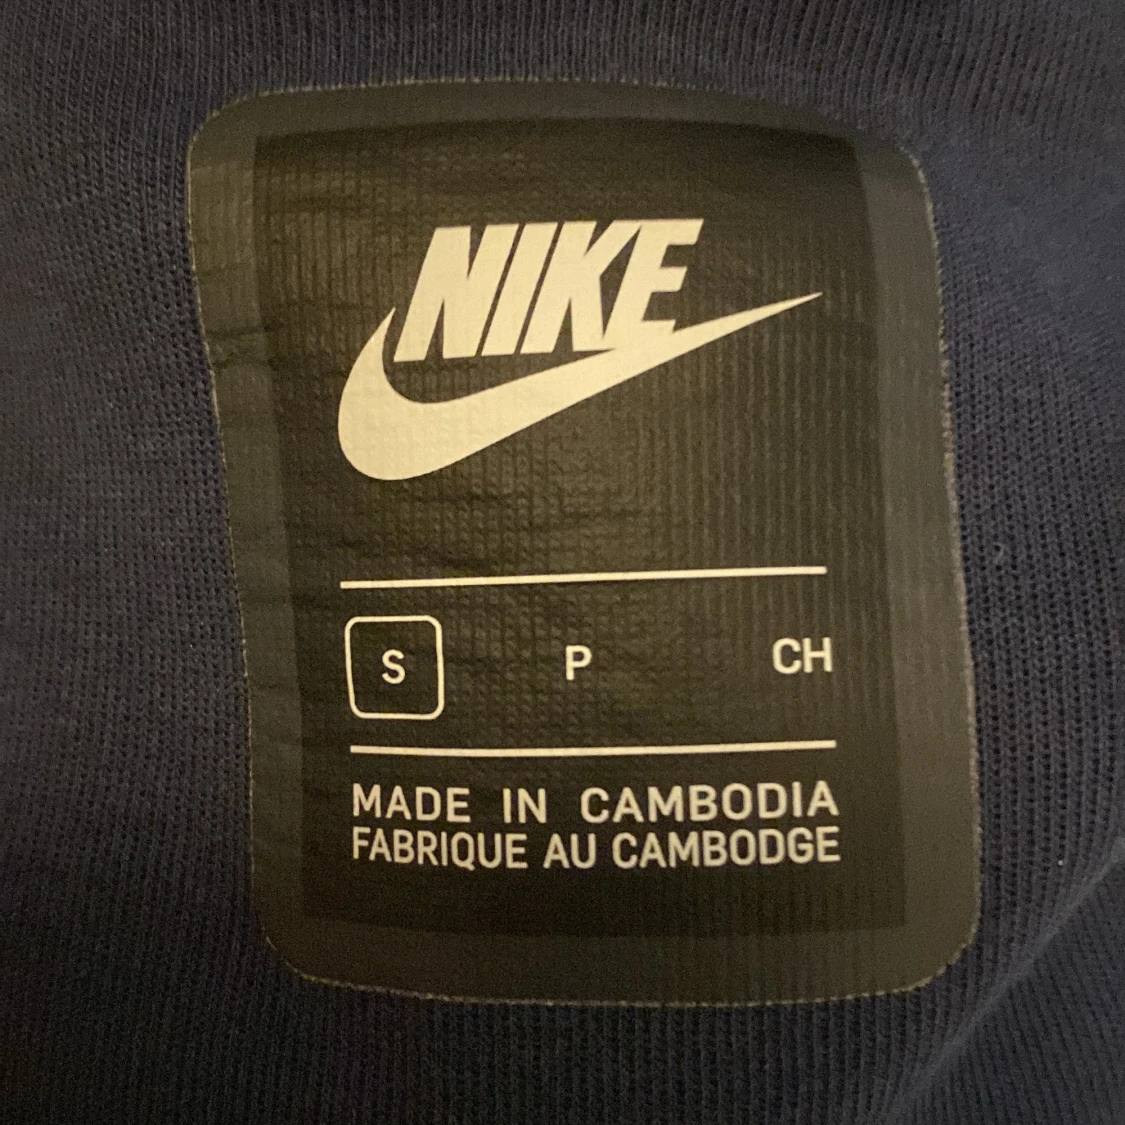 NIKE
S P CH
MADE IN CAMBODIA
FABRIQUE AU CAMBODGE